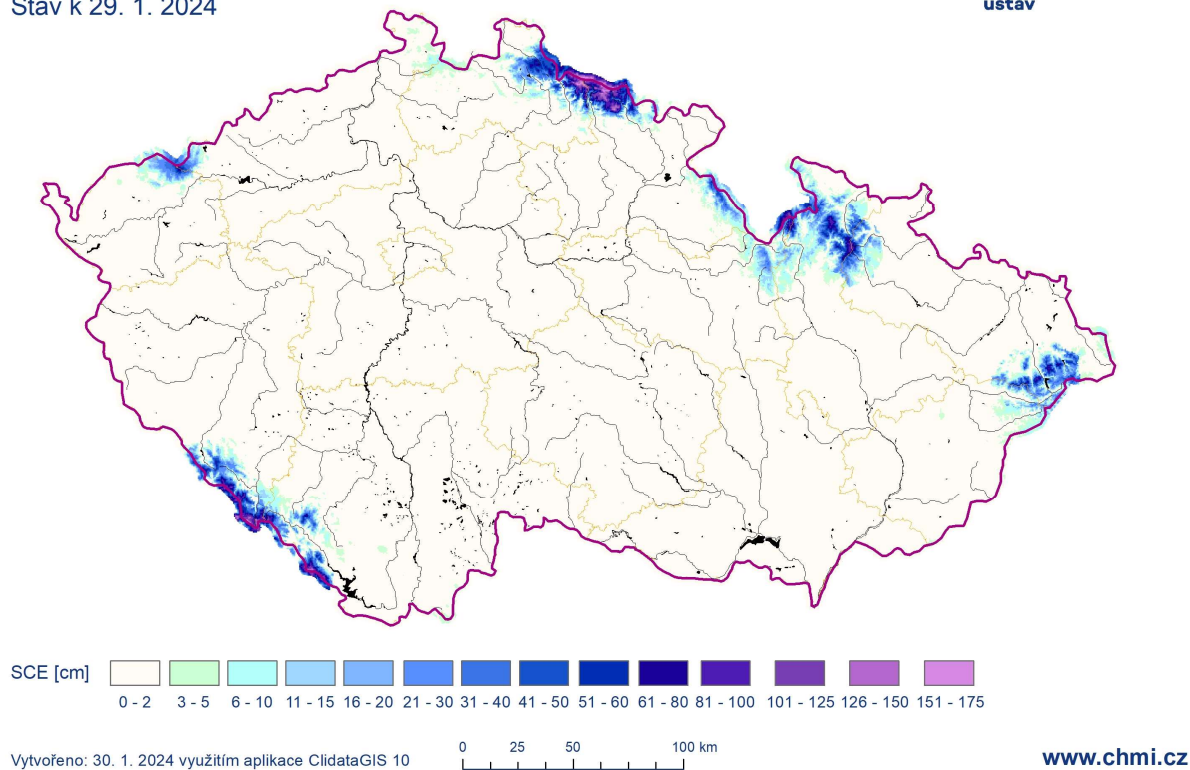 Stav k 29. 1. 2024
ústav
SCE [cm]
0 - 2
3 - 5
6 - 10
11 - 15
16 - 20
21 - 30
31 - 40
41 - 50
51 - 60
61 - 80
81 - 100
101 - 125
126 - 150
151 - 175
0 25 50 100 km
Vytvořeno: 30. 1. 2024 využitím aplikace ClidataGIS 10
www.chmi.cz